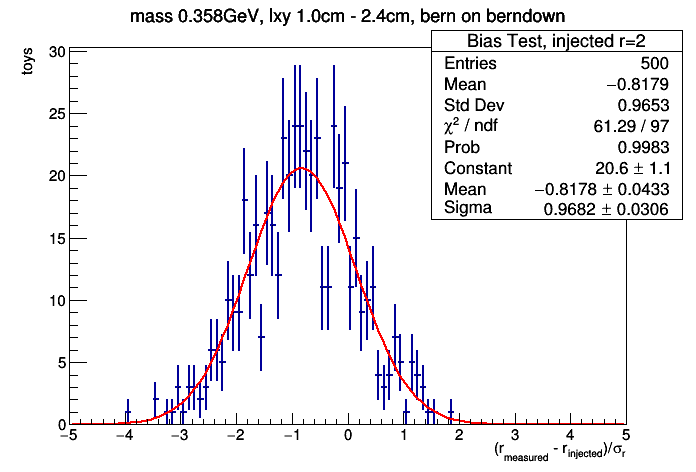 mass 0.358GeV, lxy 1.0cm - 2.4cm, bern on berndown
Bias Test, injected r=2
Entries 500
Mean −0.8179
Std Dev 0.9653
χ² / ndf 61.29 / 97
Prob 0.9983
Constant 20.6 ± 1.1
Mean −0.8178 ± 0.0433
Sigma 0.9682 ± 0.0306
toys
30
25
20
15
10
5
0
−5 −4 −3 −2 −1 0 1 2 3 4 5
(r_measured - r_injected)/σ_r